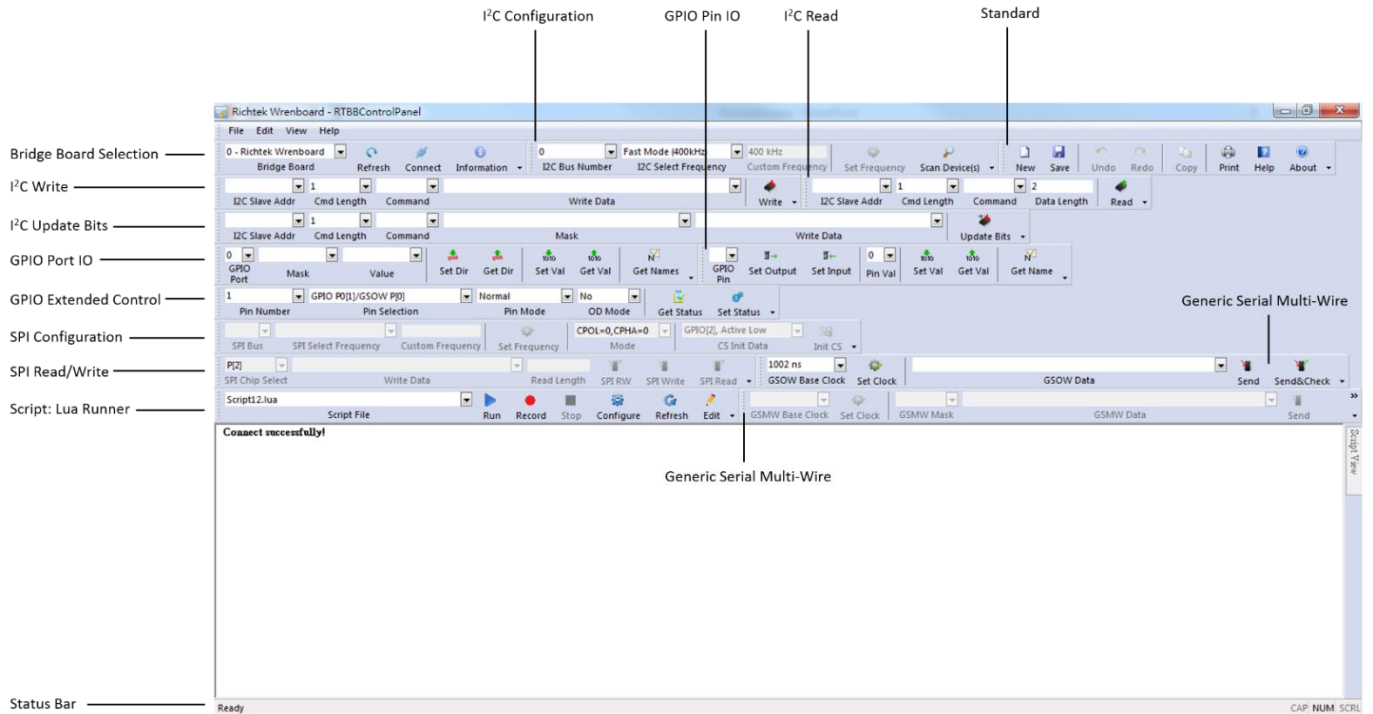 I²C Configuration GPIO Pin IO I²C Read Standard
Richtek Wrenboard - RTBBControlPanel
File Edit View Help
Bridge Board Selection
0 - Richtek Wrenboard 0 Fast Mode (400kHz 400 kHz
Bridge Board Refresh Connect Information I2C Bus Number I2C Select Frequency Custom Frequency Set Frequency Scan Device(s) New Save Undo Redo Copy Print Help About
I²C Write
1 1 2
I2C Slave Addr Cmd Length Command Write Data Write I2C Slave Addr Cmd Length Command Data Length Read
I²C Update Bits
1
I2C Slave Addr Cmd Length Command Mask Write Data Update Bits
GPIO Port IO
0 0
GPIO Port Mask Value Set Dir Get Dir Set Val Get Val Get Names GPIO Pin Set Output Set Input Pin Val Set Val Get Val Get Name
GPIO Extended Control
1 GPIO P0[1]/GSOW P[0] Normal No
Pin Number Pin Selection Pin Mode OD Mode Get Status Set Status
Generic Serial Multi-Wire
SPI Configuration
CPOL=0,CPHA=0 GPIO[2], Active Low
SPI Bus SPI Select Frequency Custom Frequency Set Frequency Mode CS Init Data Init CS
SPI Read/Write
P[2] 1002 ns
SPI Chip Select Write Data Read Length SPI RW SPI Write SPI Read GSOW Base Clock Set Clock GSOW Data Send Send&Check
Script: Lua Runner
Script12.lua
Script File Run Record Stop Configure Refresh Edit GSMW Base Clock Set Clock GSMW Mask GSMW Data Send
Connect successfully!
Script View
Generic Serial Multi-Wire
Status Bar
Ready CAP NUM SCRL